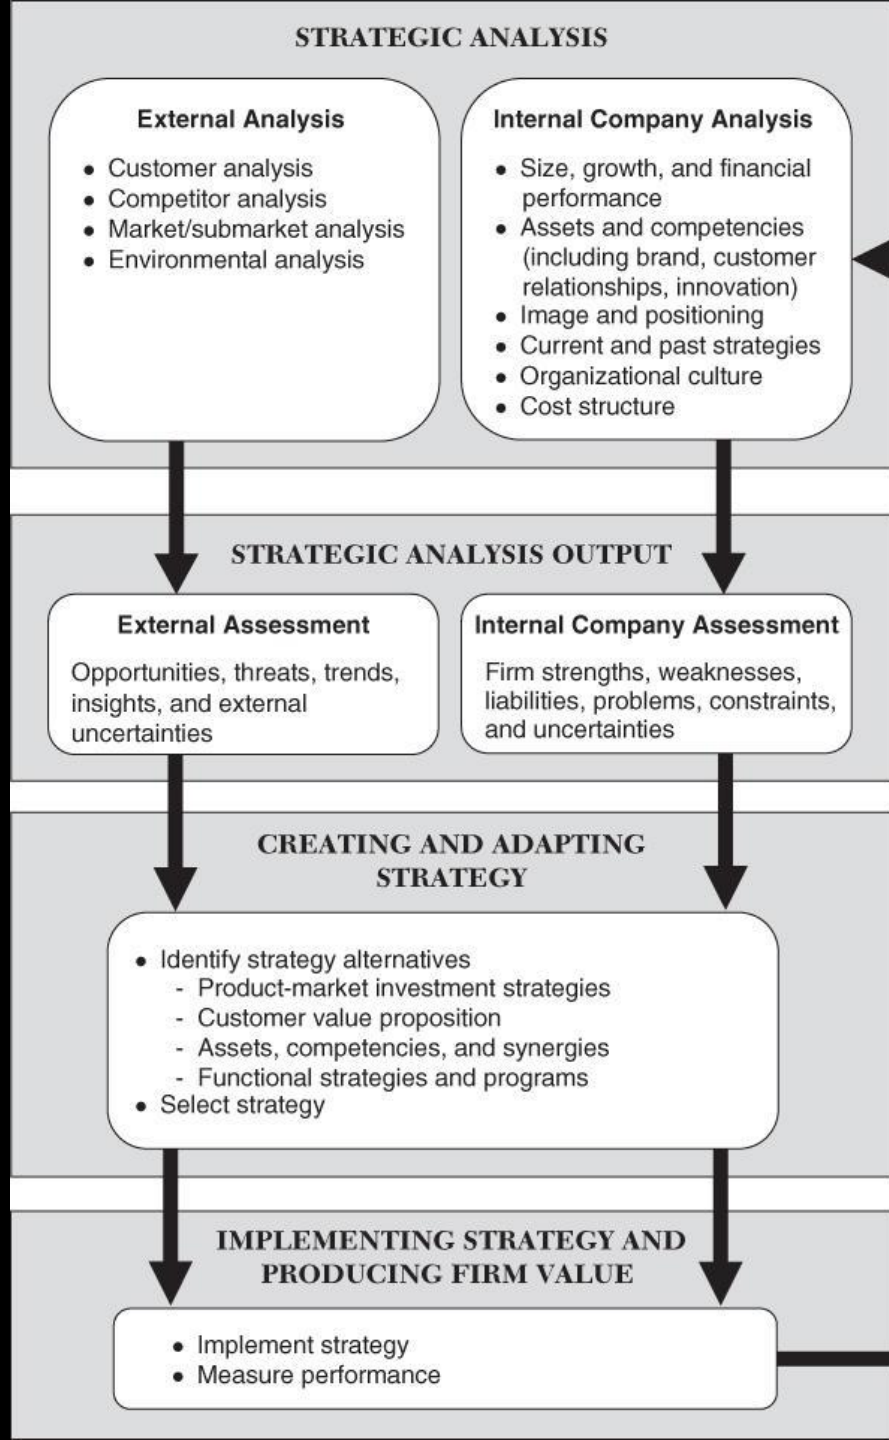 STRATEGIC ANALYSIS
External Analysis
• Customer analysis
• Competitor analysis
• Market/submarket analysis
• Environmental analysis
Internal Company Analysis
• Size, growth, and financial
performance
• Assets and competencies
(including brand, customer
relationships, innovation)
• Image and positioning
• Current and past strategies
• Organizational culture
• Cost structure
STRATEGIC ANALYSIS OUTPUT
External Assessment
Opportunities, threats, trends,
insights, and external
uncertainties
Internal Company Assessment
Firm strengths, weaknesses,
liabilities, problems, constraints,
and uncertainties
CREATING AND ADAPTING
STRATEGY
• Identify strategy alternatives
- Product-market investment strategies
- Customer value proposition
- Assets, competencies, and synergies
- Functional strategies and programs
• Select strategy
IMPLEMENTING STRATEGY AND
PRODUCING FIRM VALUE
• Implement strategy
• Measure performance